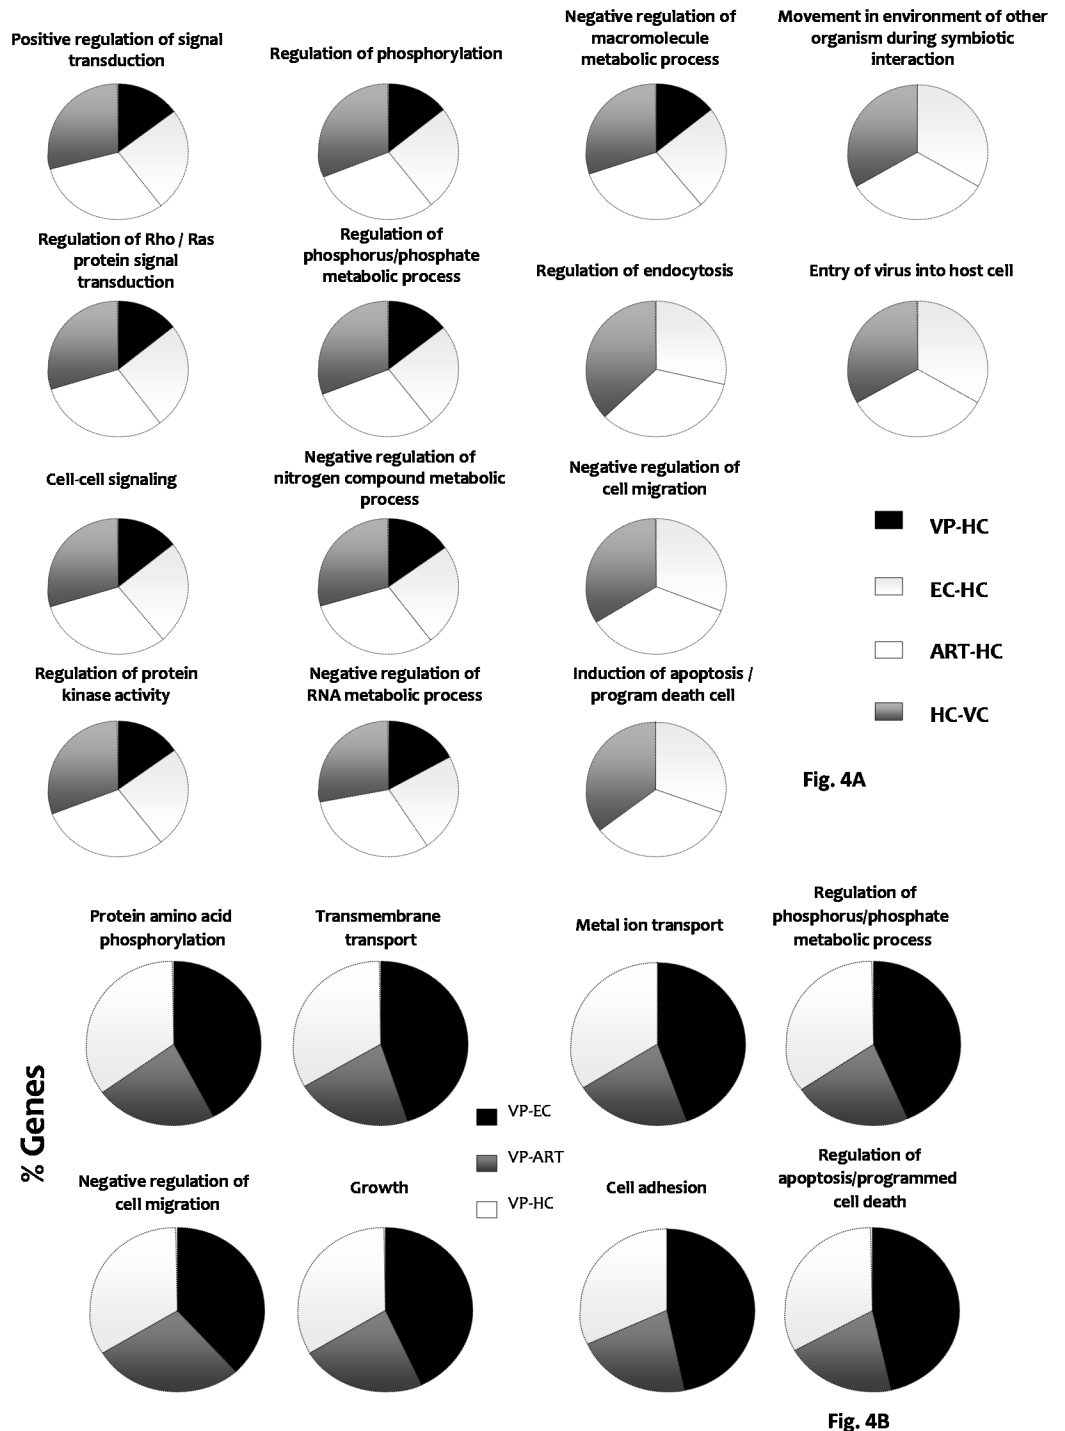 Positive regulation of signal
transduction
Regulation of phosphorylation
Negative regulation of
macromolecule
metabolic process
Movement in environment of other
organism during symbiotic
interaction
Regulation of Rho / Ras
protein signal
transduction
Regulation of
phosphorus/phosphate
metabolic process
Regulation of endocytosis
Entry of virus into host cell
Cell-cell signaling
Negative regulation of
nitrogen compound metabolic
process
Negative regulation of
cell migration
VP-HC
EC-HC
ART-HC
HC-VC
Regulation of protein
kinase activity
Negative regulation of
RNA metabolic process
Induction of apoptosis /
program death cell
Fig. 4A
Protein amino acid
phosphorylation
Transmembrane
transport
Metal ion transport
Regulation of
phosphorus/phosphate
metabolic process
% Genes
VP-EC
VP-ART
VP-HC
Negative regulation of
cell migration
Growth
Cell adhesion
Regulation of
apoptosis/programmed
cell death
Fig. 4B